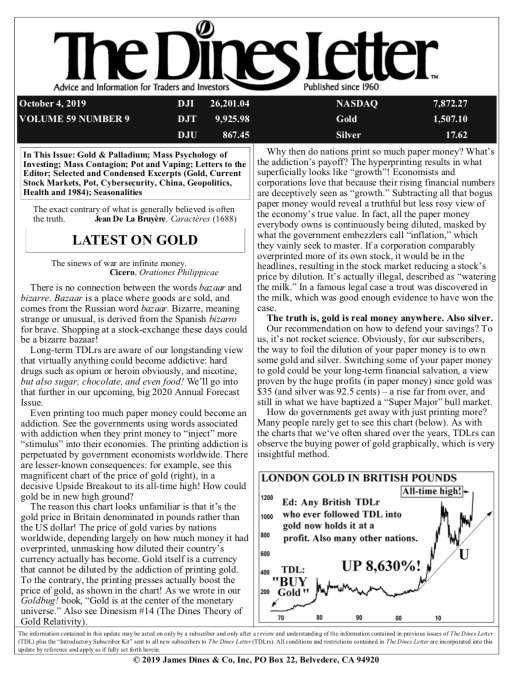 The Dines Letter™
Advice and Information for Traders and Investors Published since 1960
October 4, 2019 DJI 26,201.04 NASDAQ 7,872.27
VOLUME 59 NUMBER 9 DJT 9,925.98 Gold 1,507.10
DJU 867.45 Silver 17.62
In This Issue: Gold & Palladium; Mass Psychology of
Investing; Mass Contagion; Pot and Vaping; Letters to the
Editor; Selected and Condensed Excerpts (Gold, Current
Stock Markets, Pot, Cybersecurity, China, Geopolitics,
Health and 1984); Seasonalities
The exact contrary of what is generally believed is often
the truth. Jean De La Bruyère, Caractères (1688)
LATEST ON GOLD
The sinews of war are infinite money.
Cicero, Orationes Philippicae
There is no connection between the words bazaar and
bizarre. Bazaar is a place where goods are sold, and
comes from the Russian word bazaar. Bizarre, meaning
strange or unusual, is derived from the Spanish bizarro
for brave. Shopping at a stock-exchange these days could
be a bizarre bazaar!
Long-term TDLRs are aware of our longstanding view
that virtually anything could become addictive: hard
drugs such as opium or heroin obviously, and nicotine,
but also sugar, chocolate, and even food! We'll go into
that further in our upcoming, big 2020 Annual Forecast
Issue.
Even printing too much paper money could become an
addiction. See the governments using words associated
with addiction when they print money to "inject" more
"stimulus" into their economies. The printing addiction is
perpetuated by government economists worldwide. There
are lesser-known consequences: for example, see this
magnificent chart of the price of gold (right), in a
decisive Upside Breakout to its all-time high! How could
gold be in new high ground?
The reason this chart looks unfamiliar is that it's the
gold price in Britain denominated in pounds rather than
the US dollar! The price of gold varies by nations
worldwide, depending largely on how much money it had
overprinted, unmasking how diluted their country's
currency actually has become. Gold itself is a currency
that cannot be diluted by the addiction of printing gold.
To the contrary, the printing presses actually boost the
price of gold, as shown in the chart! As we wrote in our
Goldbug! book, "Gold is at the center of the monetary
universe." Also see Dinesism #14 (The Dines Theory of
Gold Relativity).
Why then do nations print so much paper money? What's
the addiction's payoff? The hyperprinting results in what
superficially looks like "growth"! Economists and
corporations love that because their rising financial numbers
are deceptively seen as "growth." Subtracting all that bogus
paper money would reveal a truthful but less rosy view of
the economy's true value. In fact, all the paper money
everybody owns is continuously being diluted, masked by
what the government embezzlers call "inflation," which
they vainly seek to master. If a corporation comparably
overprinted more of its own stock, it would be in the
headlines, resulting in the stock market reducing a stock's
price by dilution. It's actually illegal, described as "watering
the milk." In a famous legal case a trout was discovered in
the milk, which was good enough evidence to have won the
case.
The truth is, gold is real money anywhere. Also silver.
Our recommendation on how to defend your savings? To
us, it's not rocket science. Obviously, for our subscribers,
the way to foil the dilution of your paper money is to own
some gold and silver. Switching some of your paper money
to gold could be your long-term financial salvation, a view
proven by the huge profits (in paper money) since gold was
$35 (and silver was 92.5 cents) – a rise far from over, and
still in what we have baptized a "Super Major" bull market.
How do governments get away with just printing more?
Many people rarely get to see this chart (below). As with
the charts that we've often shared over the years, TDLRs can
observe the buying power of gold graphically, which is very
insightful method.
LONDON GOLD IN BRITISH POUNDS
All-time high!
1200
1000
800
600
400
200
Ed: Any British TDLr
who ever followed TDL into
gold now holds it at a
profit. Also many other nations.
UP 8,630%!
U
TDL:
"BUY
Gold"
70 80 90 00 10
The information contained in this update may be acted on only by a subscriber and only after a review and understanding of the information contained in previous issues of The Dines Letter
(TDL) plus the "Introductory Subscriber Kit" sent to all new subscribers to The Dines Letter (TDLrs). All conditions and restrictions contained in The Dines Letter are incorporated into this
update by reference and apply as if fully set forth herein.
© 2019 James Dines & Co, Inc, PO Box 22, Belvedere, CA 94920